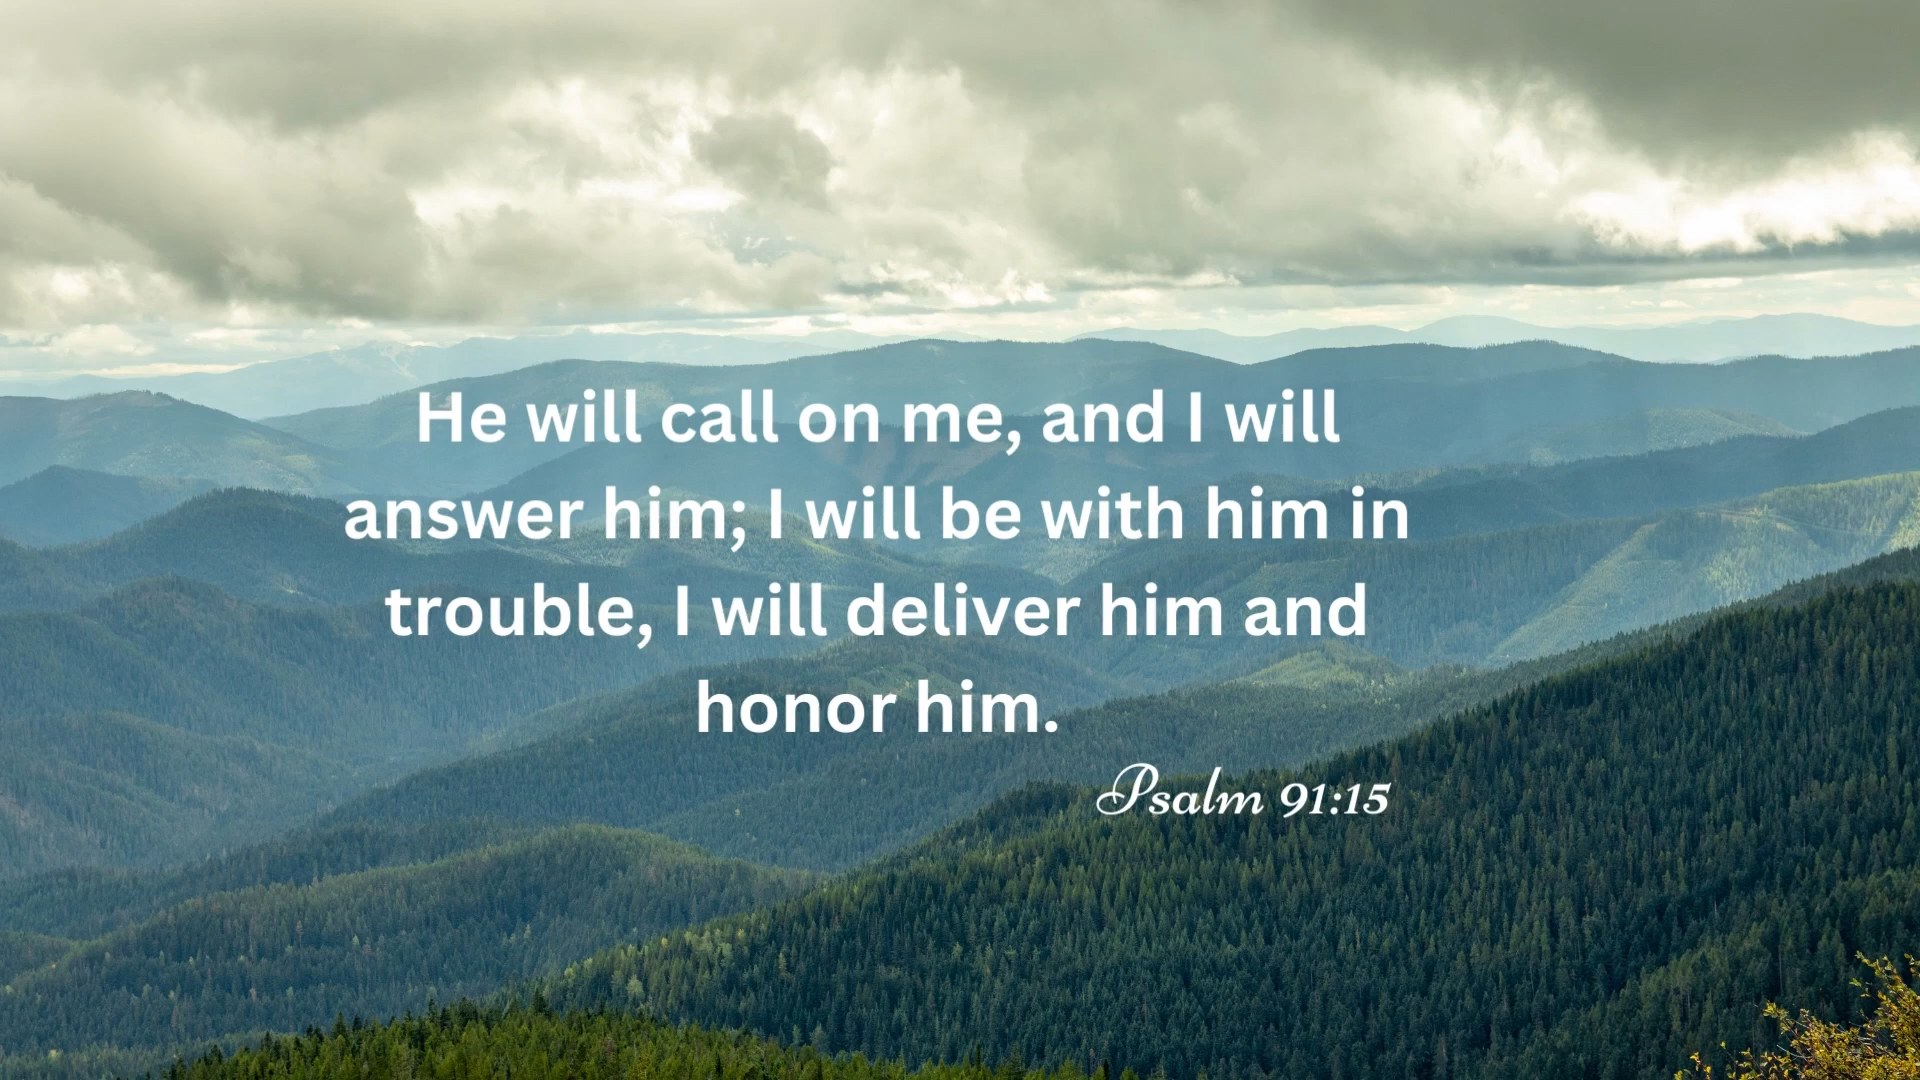 He will call on me, and I will
answer him; I will be with him in
trouble, I will deliver him and
honor him.
Psalm 91:15